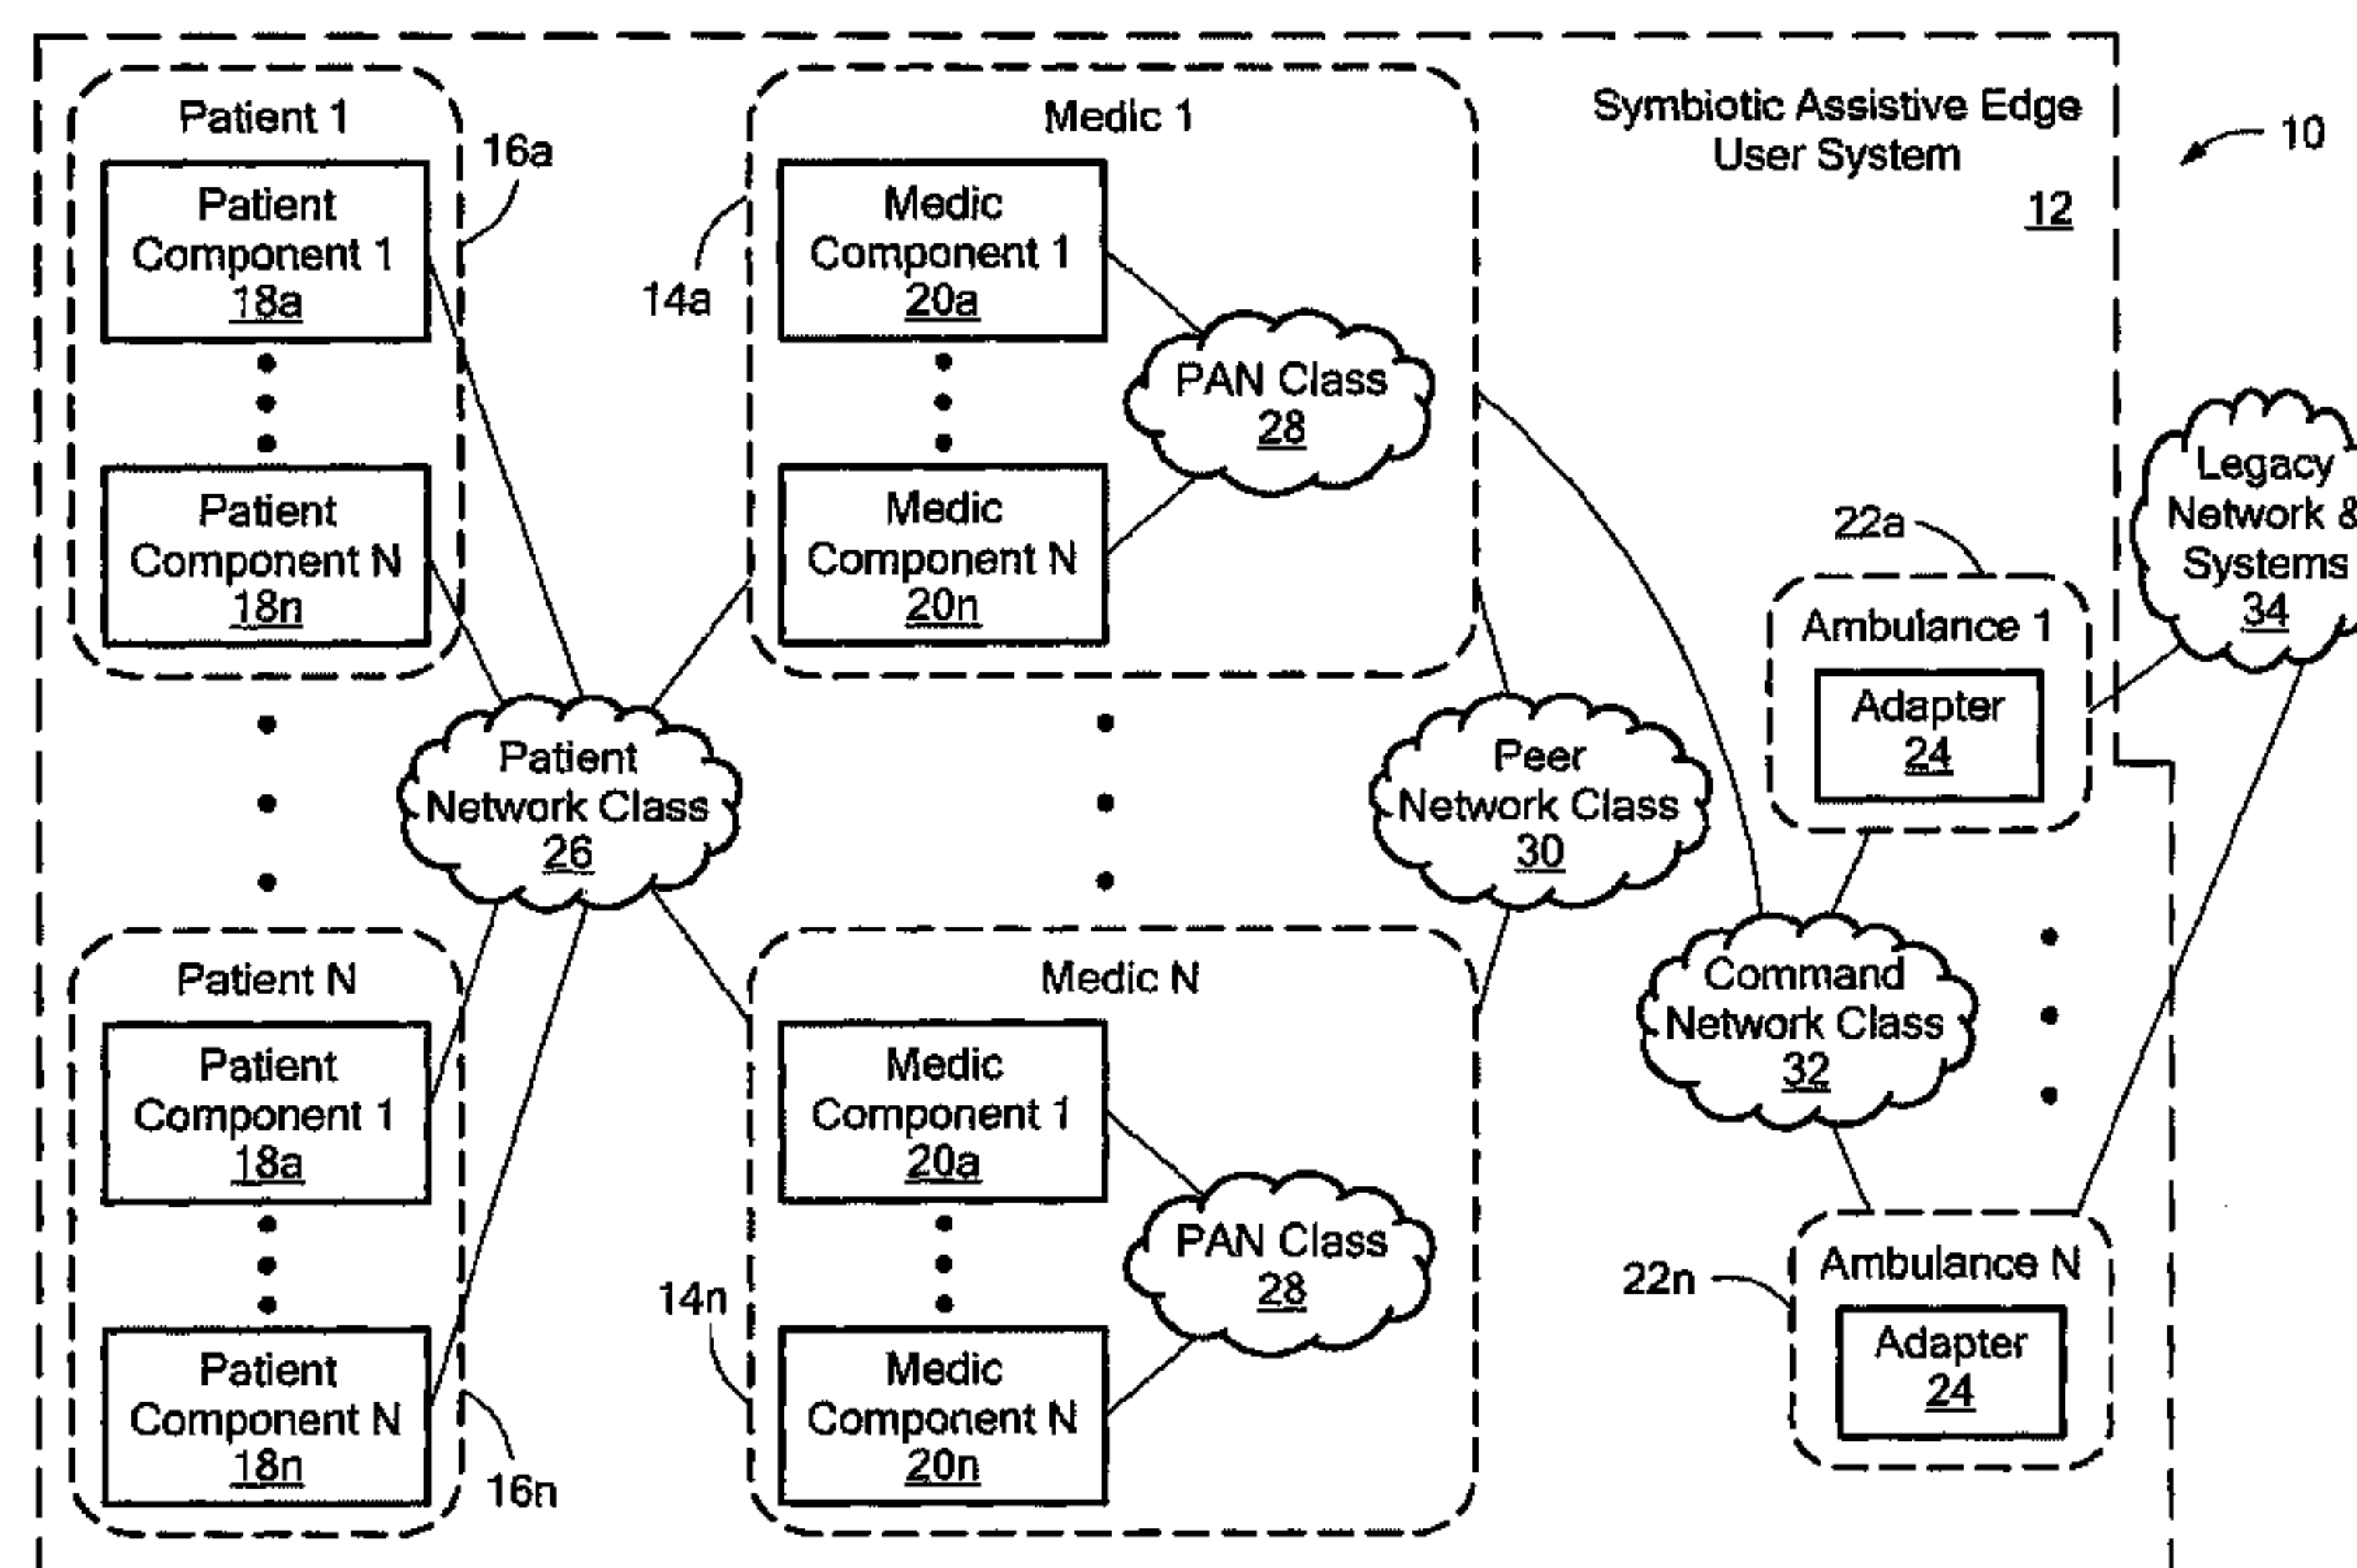 Symbiotic Assistive Edge
User System
12
10
Patient 1
16a
Patient
Component 1
18a
Patient
Component N
18n
Medic 1
14a
Medic
Component 1
20a
PAN Class
28
Medic
Component N
20n
Patient
Network Class
26
Peer
Network Class
30
22a
Ambulance 1
Adapter
24
Legacy
Network &
Systems
34
Command
Network Class
32
Patient N
Patient
Component 1
18a
Patient
Component N
18n
16n
Medic N
Medic
Component 1
20a
PAN Class
28
14n
Medic
Component N
20n
22n
Ambulance N
Adapter
24